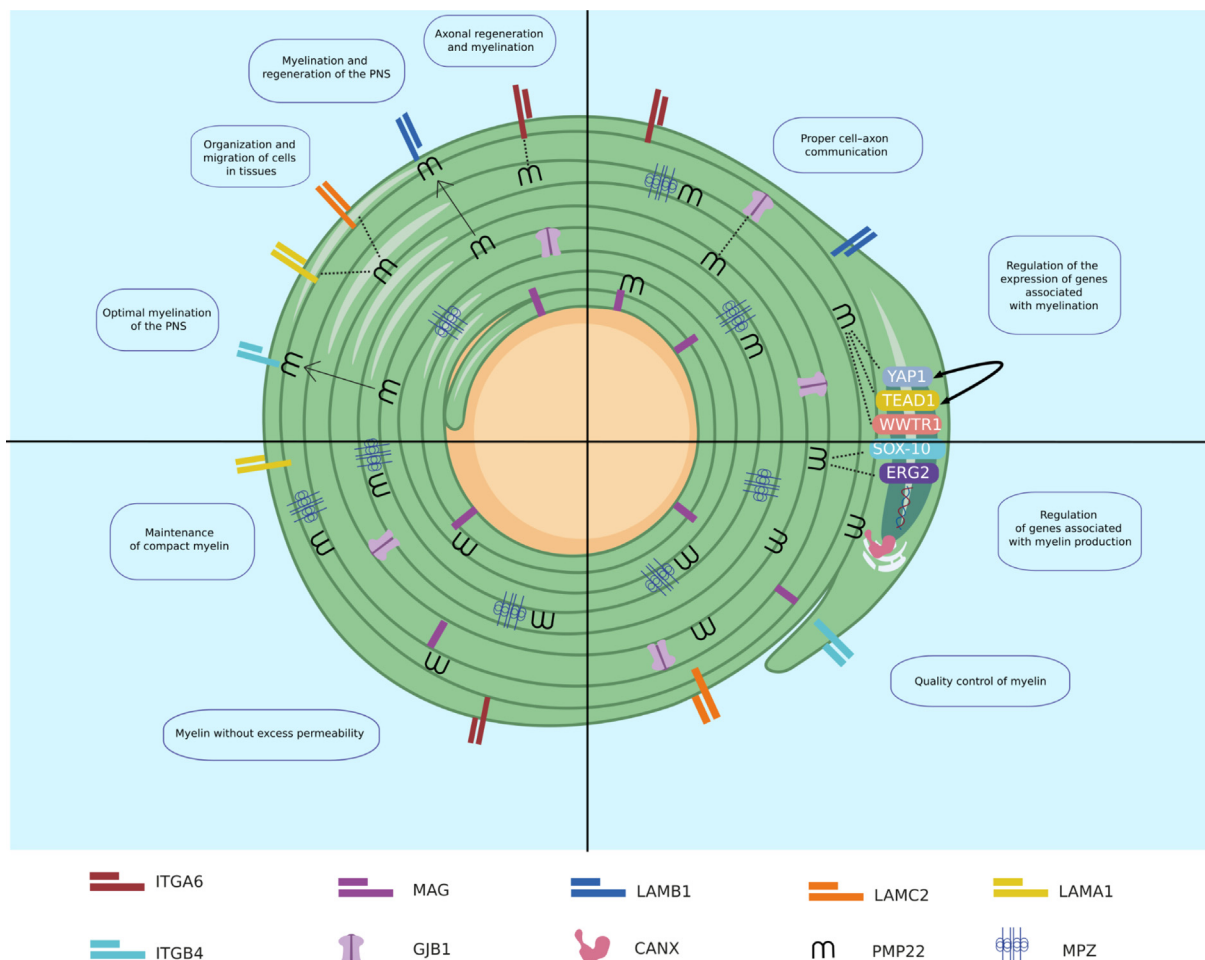 Axonal regeneration
and myelination
Myelination and
regeneration of the PNS
Organization and
migration of cells
in tissues
Optimal myelination
of the PNS
Proper cell–axon
communication
Regulation of the
expression of genes
associated
with myelination
YAP1
TEAD1
WWTR1
SOX-10
ERG2
Maintenance
of compact myelin
Regulation
of genes associated
with myelin production
Quality control of myelin
Myelin without excess permeability
ITGA6
MAG
LAMB1
LAMC2
LAMA1
ITGB4
GJB1
CANX
PMP22
MPZ